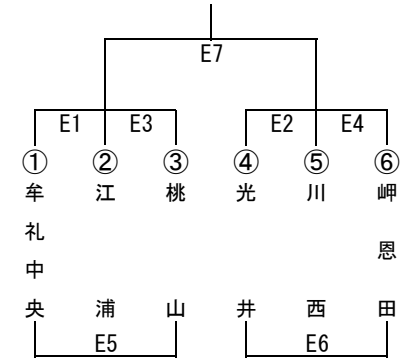 E7
E1 E3 E2 E4
① ② ③ ④ ⑤ ⑥
牟礼中央
江浦
桃山
光井
川西
岬恩田
E5 E6